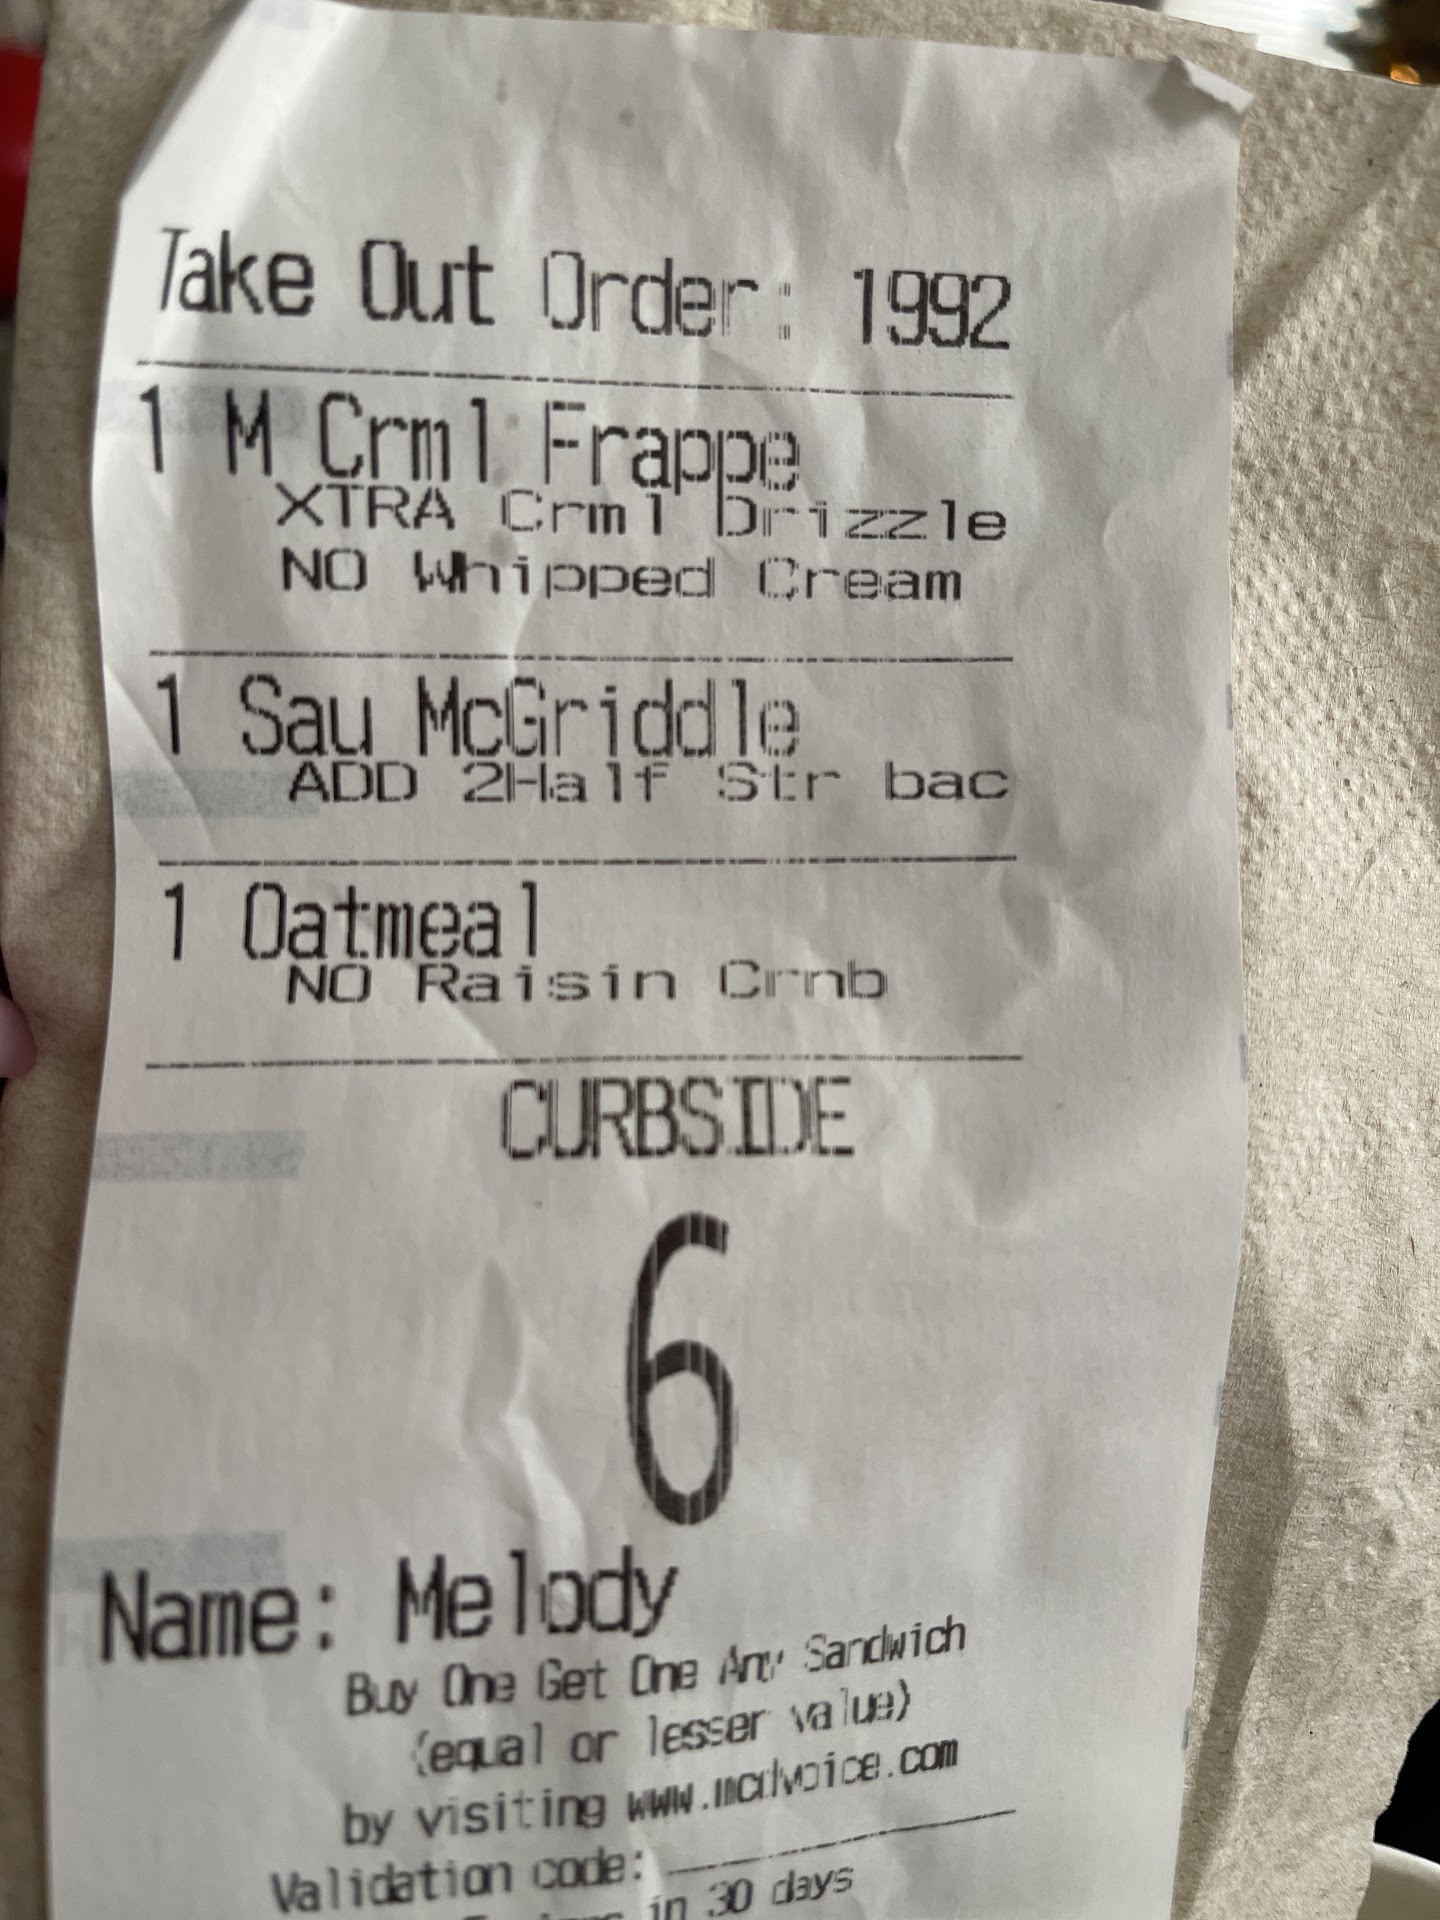 Take Out Order: 1992
1 M Crml Frappe
XTRA Crml Drizzle
NO Whipped Cream
1 Sau McGriddle
ADD 2Half Str bac
1 Oatmeal
NO Raisin Crnb
CURBSIDE
6
Name: Melody
Buy One Get One Any Sandwich
(equal or lesser value)
by visiting www.mcdvoice.com
Validation code:
in 30 days